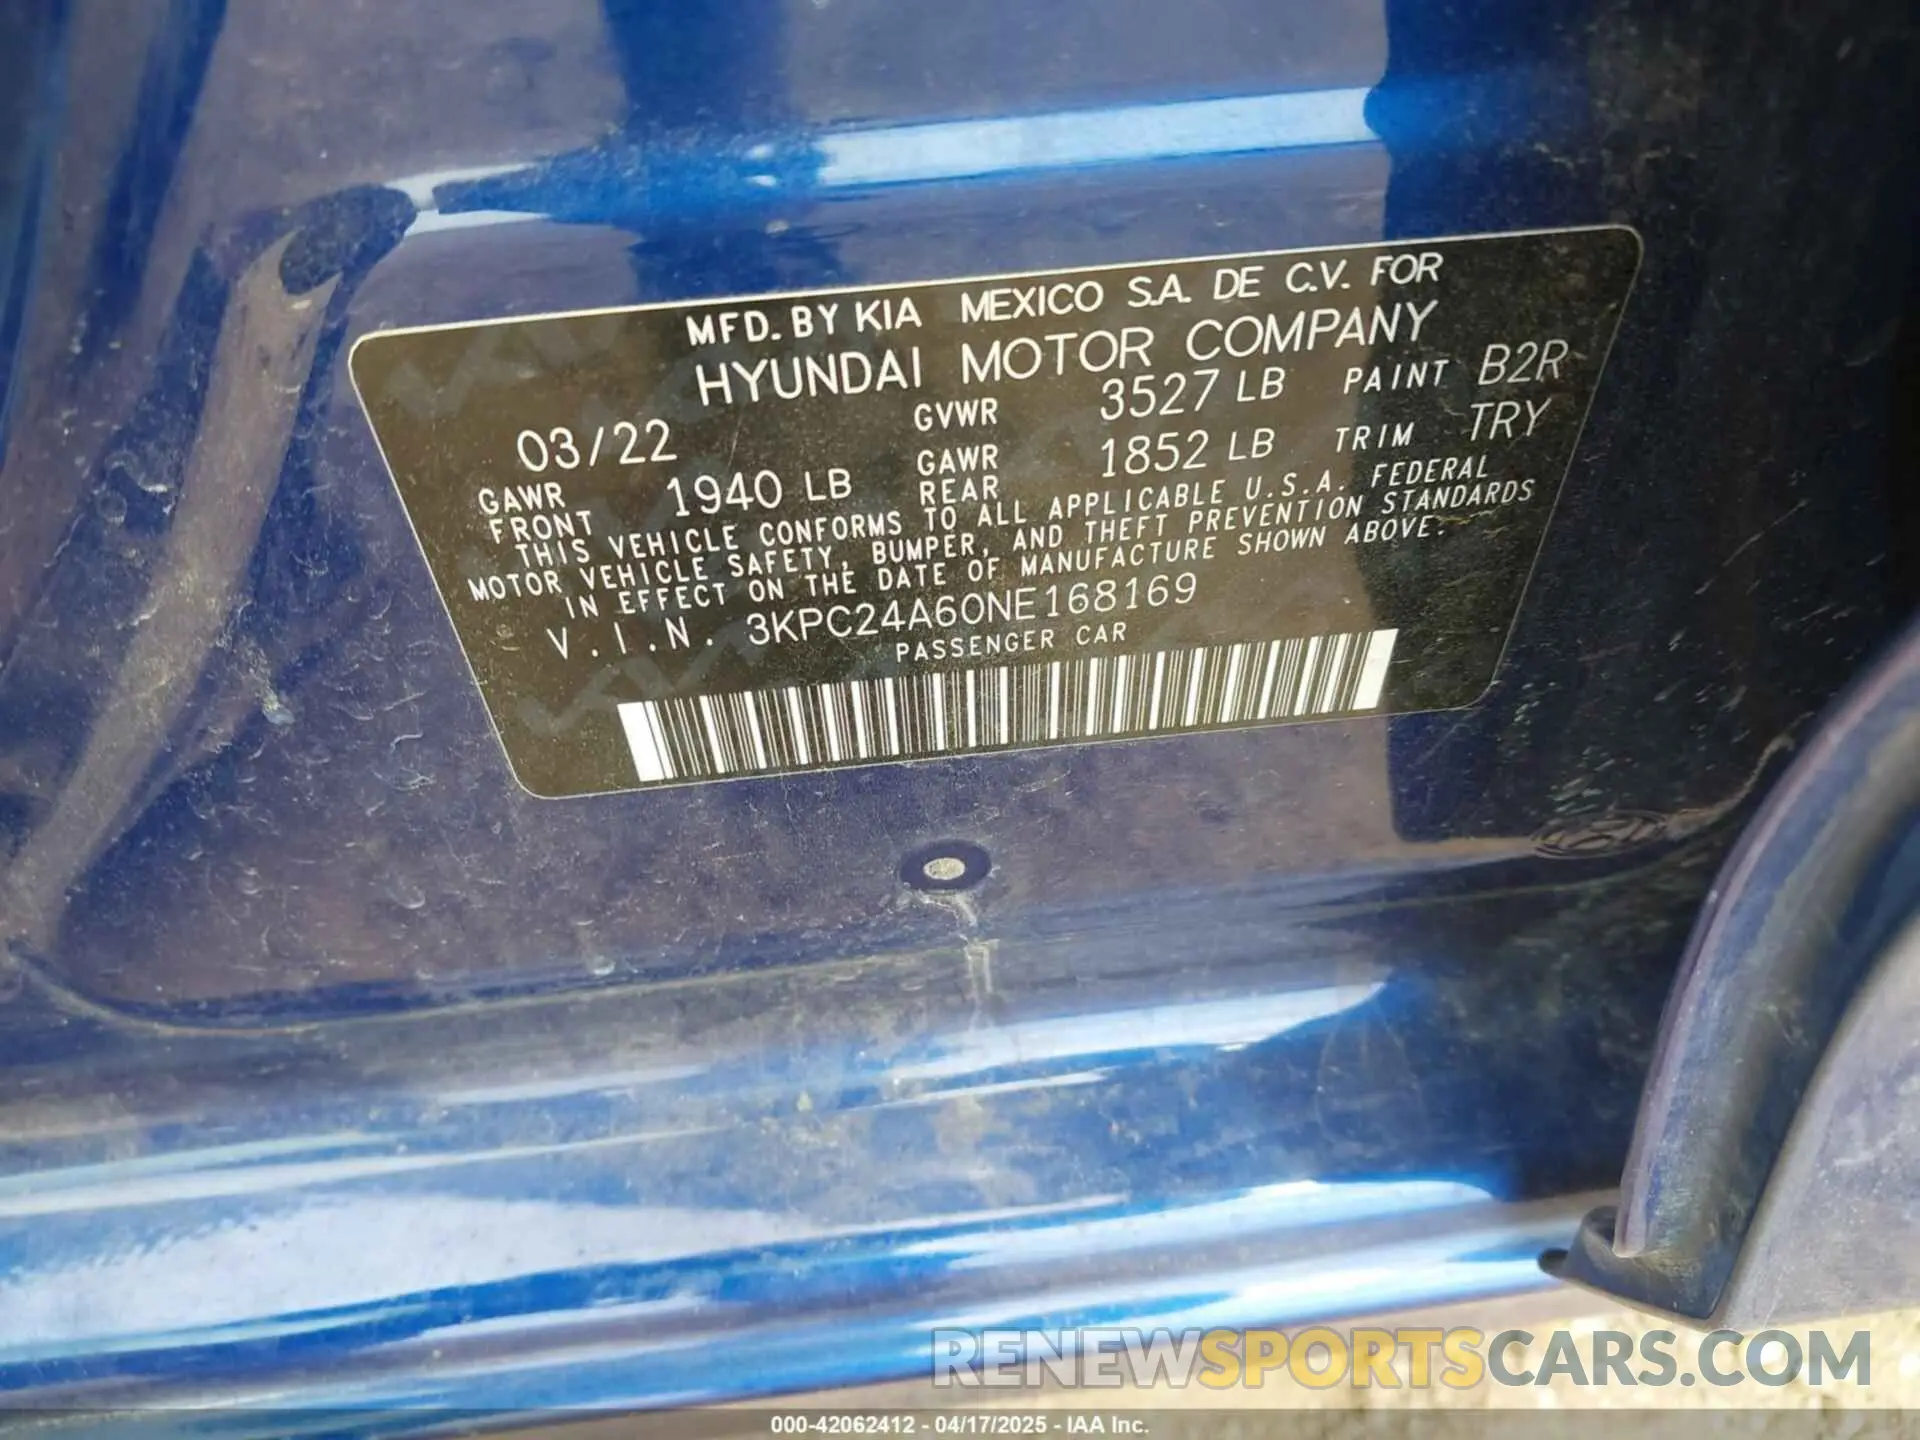 MFD. BY KIA MEXICO S.A. DE C.V. FOR
HYUNDAI MOTOR COMPANY
03/22 GVWR 3527 LB PAINT B2R
GAWR FRONT 1940 LB GAWR REAR 1852 LB TRIM TRY
THIS VEHICLE CONFORMS TO ALL APPLICABLE U.S.A. FEDERAL
MOTOR VEHICLE SAFETY, BUMPER, AND THEFT PREVENTION STANDARDS
IN EFFECT ON THE DATE OF MANUFACTURE SHOWN ABOVE.
V.I.N. 3KPC24A60NE168169
PASSENGER CAR
RENEWSPORTSCARS.COM
000-42062412 - 04/17/2025 - IAA Inc.